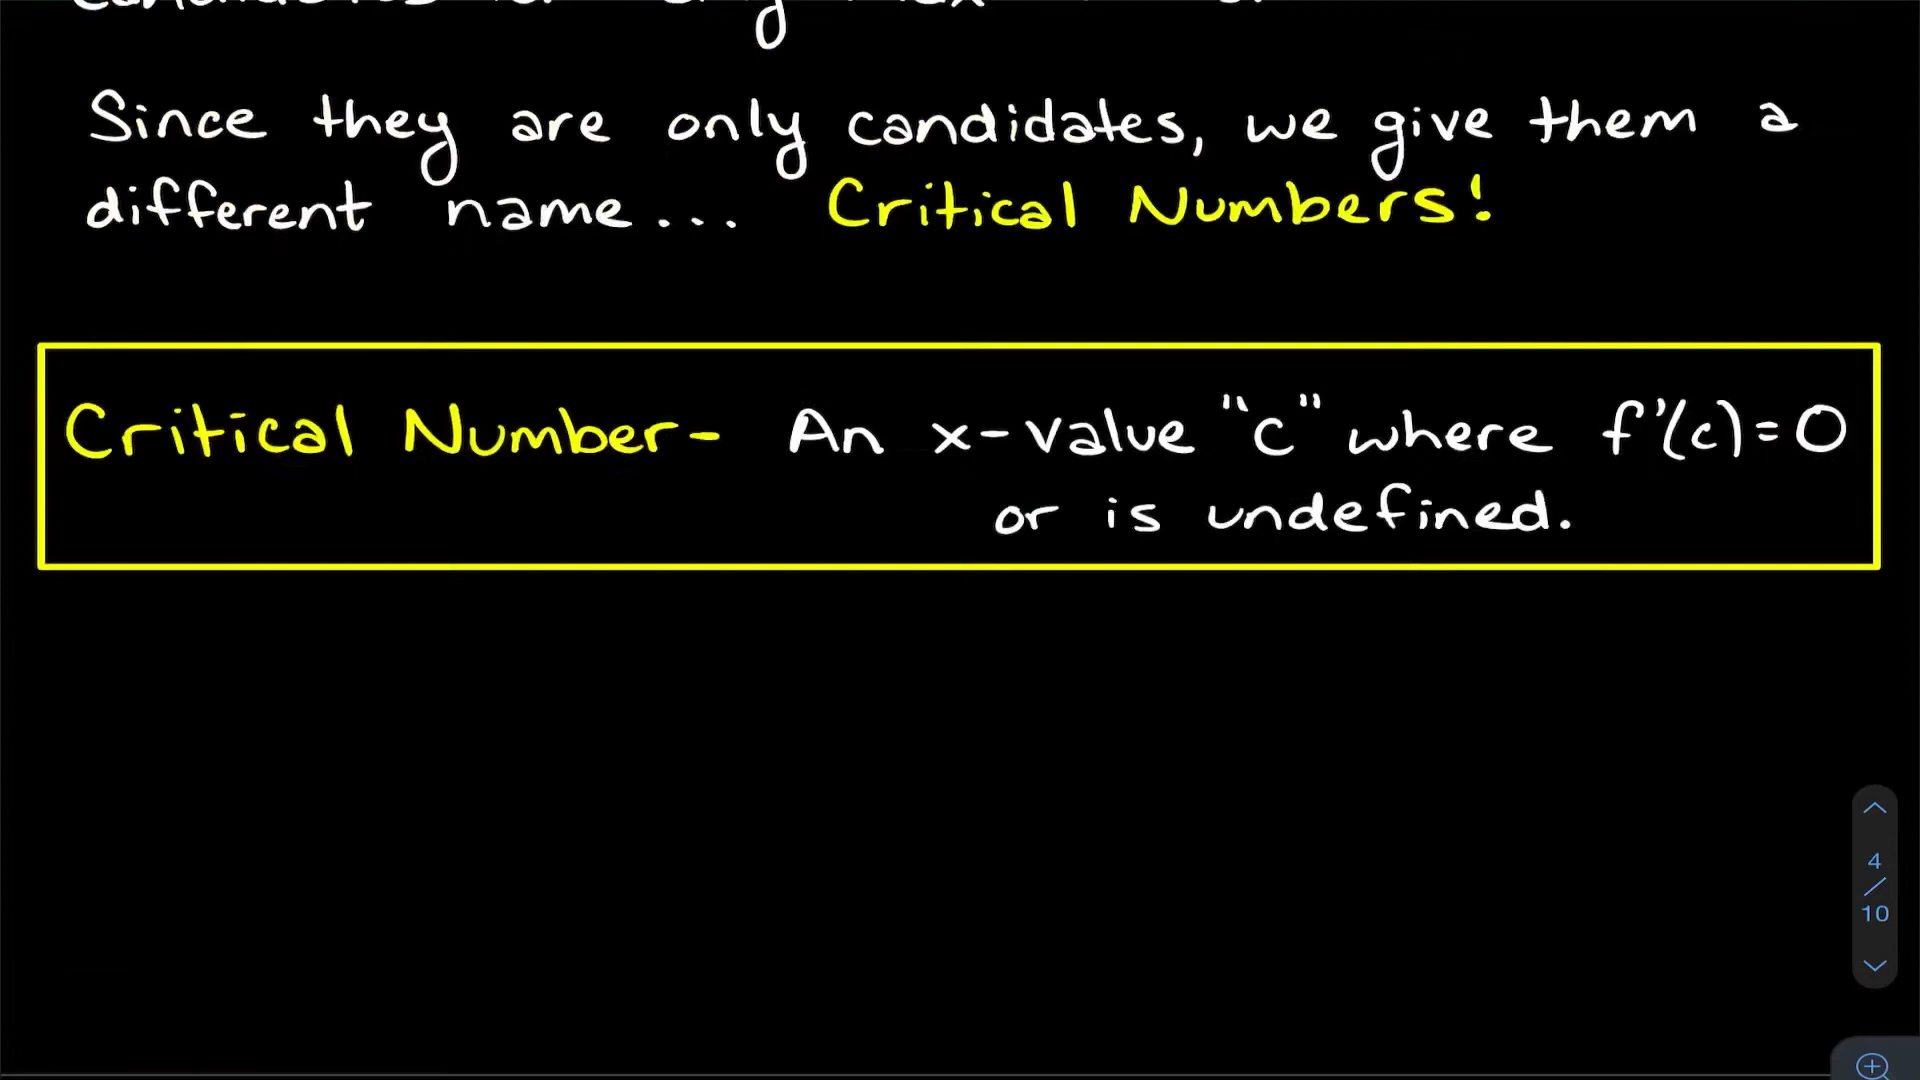 Since they are only candidates, we give them a
different name... Critical Numbers!
Critical Number- An x-value "c" where f'(c)=0
or is undefined.
4
/
10